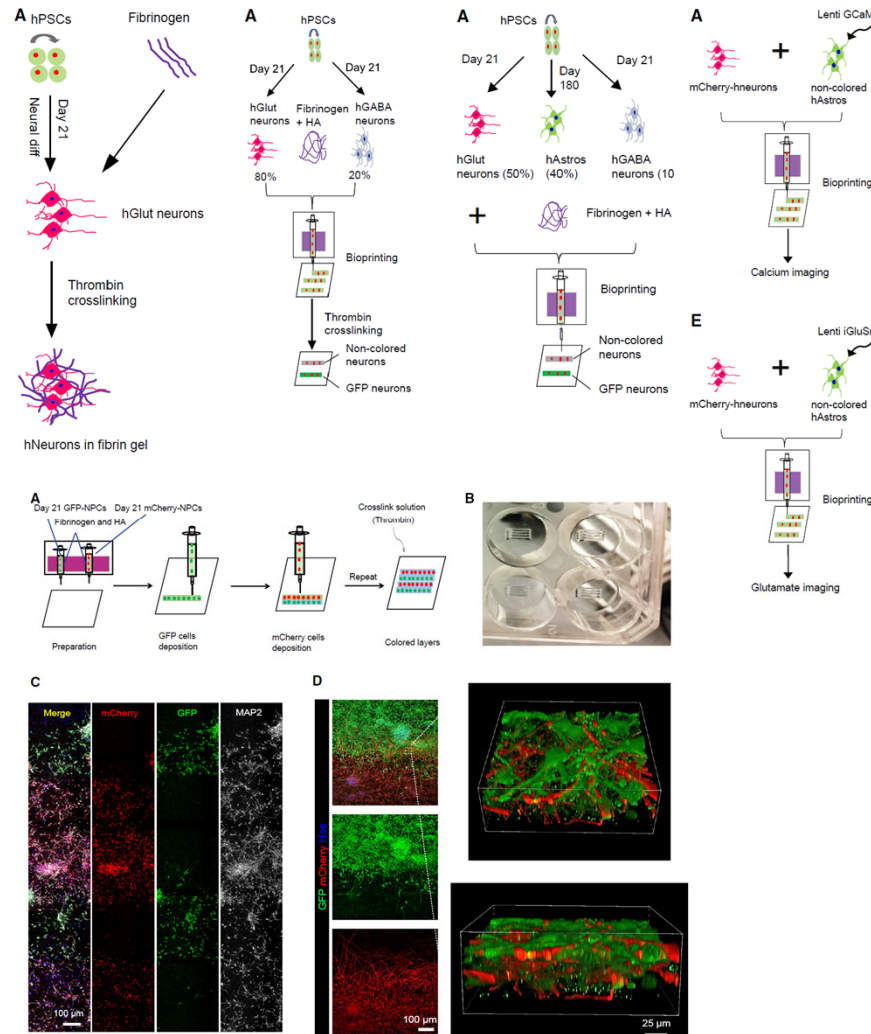 A
hPSCs
Fibrinogen
Neural diff
Day 21
hGlut neurons
Thrombin
crosslinking
hNeurons in fibrin gel
A
hPSCs
Day 21
Day 21
hGlut
neurons
Fibrinogen
+ HA
hGABA
neurons
80%
20%
Bioprinting
Thrombin
crosslinking
Non-colored
neurons
GFP neurons
A
hPSCs
Day 21
Day
180
Day 21
hGlut
neurons (50%)
hAstros
(40%)
hGABA
neurons (10
+
Fibrinogen + HA
Bioprinting
Non-colored
neurons
GFP neurons
A
Lenti GCaM
+
mCherry-hneurons
non-colored
hAstros
Bioprinting
Calcium imaging
E
Lenti iGluSn
+
mCherry-hneurons
non-colored
hAstros
Bioprinting
Glutamate imaging
A
Day 21 GFP-NPCs
Day 21 mCherry-NPCs
Fibrinogen and HA
Crosslink solution
(Thrombin)
Repeat
Preparation
GFP cells
deposition
mCherry cells
deposition
Colored layers
B
C
Merge
mCherry
GFP
MAP2
100 µm
D
GFP mCherry
100 µm
25 µm